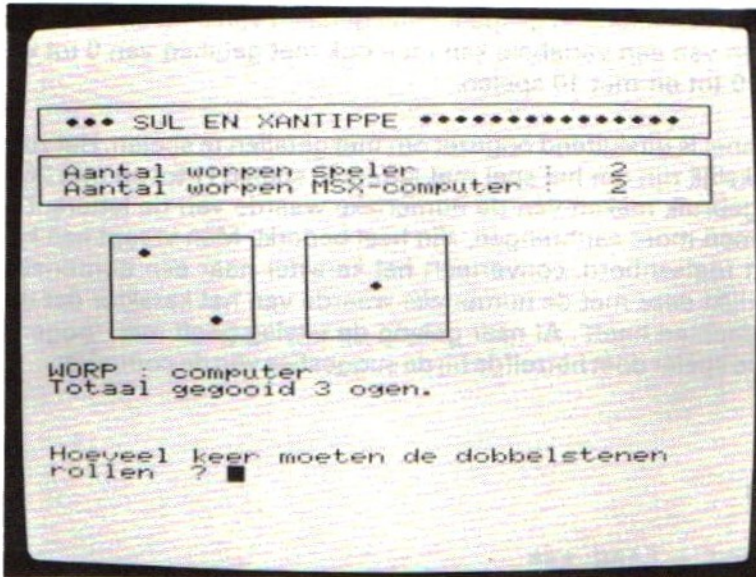 ♦♦♦ SUL EN XANTIPPE ♦♦♦♦♦♦♦♦♦♦♦♦♦♦♦
Aantal worpen speler : 2
Aantal worpen MSX-computer : 2
WORP : computer
Totaal gegooid 3 ogen.
Hoeveel keer moeten de dobbelstenen
rollen ?